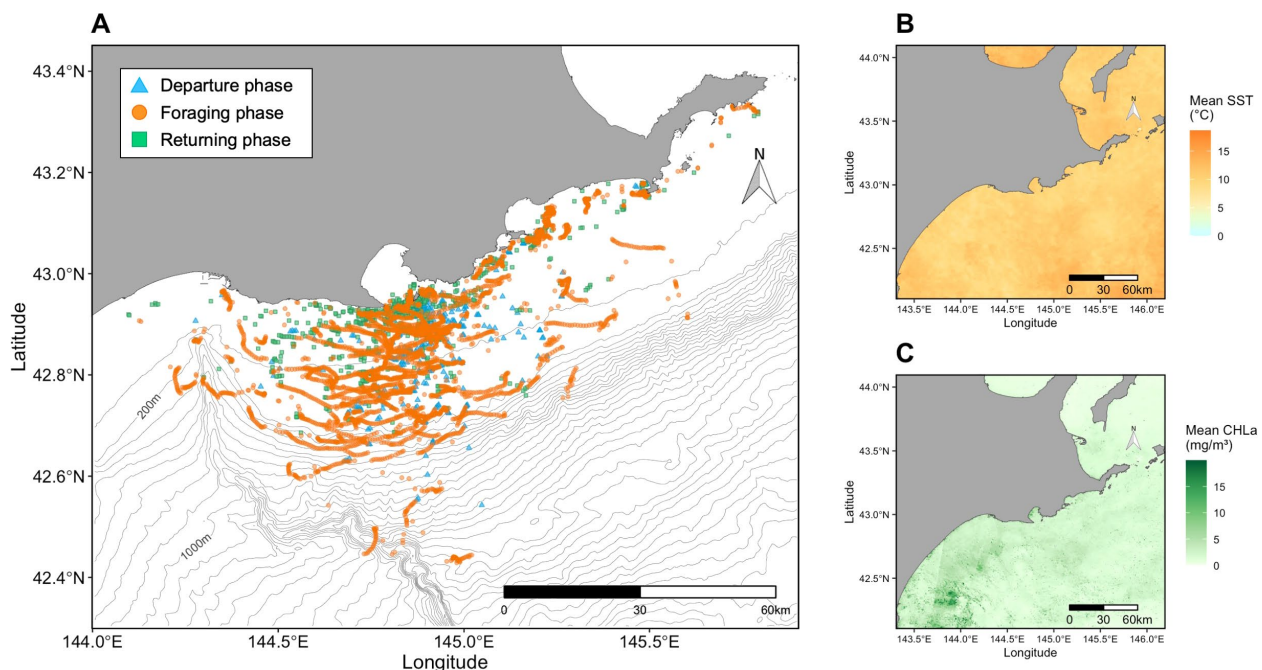 A
43.4°N
43.2°N
43.0°N
42.8°N
42.6°N
42.4°N
Latitude
Departure phase
Foraging phase
Returning phase
N
200m
1000m
0
30
60km
144.0°E
144.5°E
145.0°E
145.5°E
Longitude
B
44.0°N
43.5°N
43.0°N
42.5°N
Latitude
N
0 30 60km
143.5°E 144.0°E 144.5°E 145.0°E 145.5°E 146.0°E
Longitude
Mean SST
(°C)
15
10
5
0
C
44.0°N
43.5°N
43.0°N
42.5°N
Latitude
N
0 30 60km
143.5°E 144.0°E 144.5°E 145.0°E 145.5°E 146.0°E
Longitude
Mean CHLa
(mg/m³)
15
10
5
0